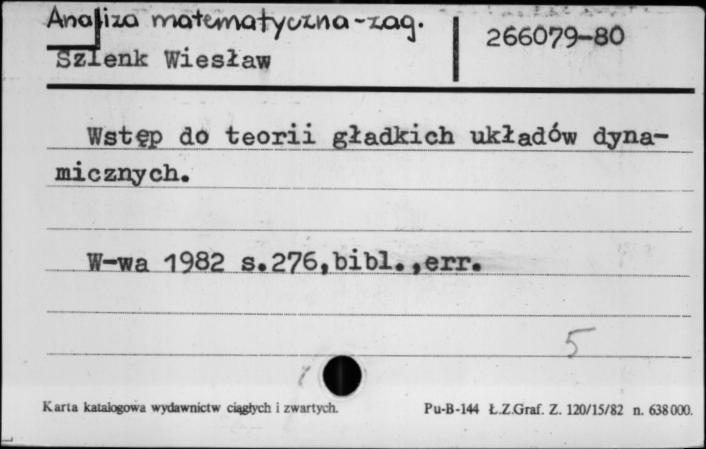 Analiza matematyczna-zag.
266079-80
Szlenk Wiesław
Wstęp do teorii gładkich układów dyna-
micznych.
W-wa 1982 s.276,bibl.,err.
5
Karta katalogowa wydawnictw ciągłych i zwartych.
Pu-B-144 Ł.Z.Graf. Z. 120/15/82 n. 638000.